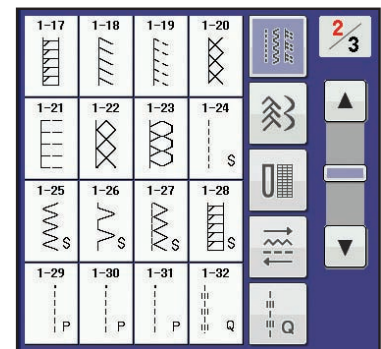 1-17 1-18 1-19 1-20
2/3
1-21 1-22 1-23 1-24
S
1-25 1-26 1-27 1-28
S S S S
1-29 1-30 1-31 1-32
P P P Q
Q